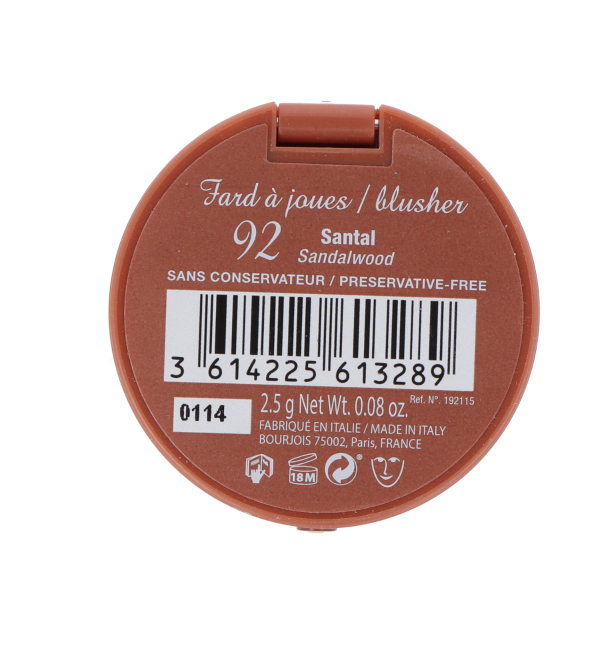 Fard à joues / blusher
92 Santal
Sandalwood
SANS CONSERVATEUR / PRESERVATIVE-FREE
3 614225 613289
0114 2.5 g Net Wt. 0.08 oz. Ref. N°. 192115
FABRIQUÉ EN ITALIE / MADE IN ITALY
BOURJOIS 75002, Paris, FRANCE
18M